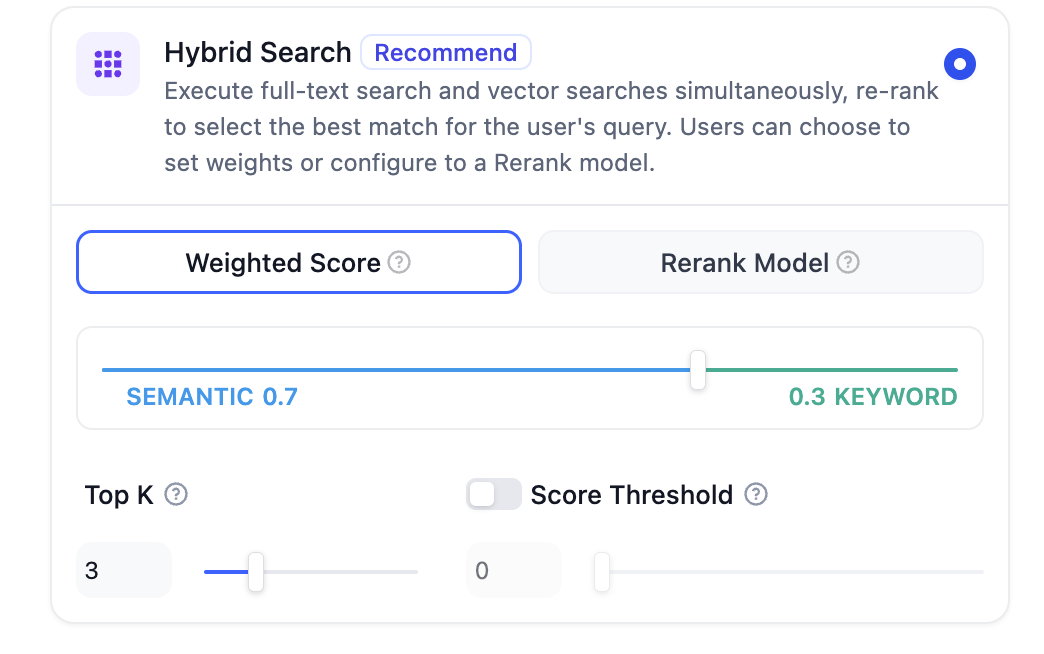 Hybrid Search Recommend
Execute full-text search and vector searches simultaneously, re-rank
to select the best match for the user's query. Users can choose to
set weights or configure to a Rerank model.
Weighted Score ? Rerank Model ?
SEMANTIC 0.7 0.3 KEYWORD
Top K ? Score Threshold ?
3 0